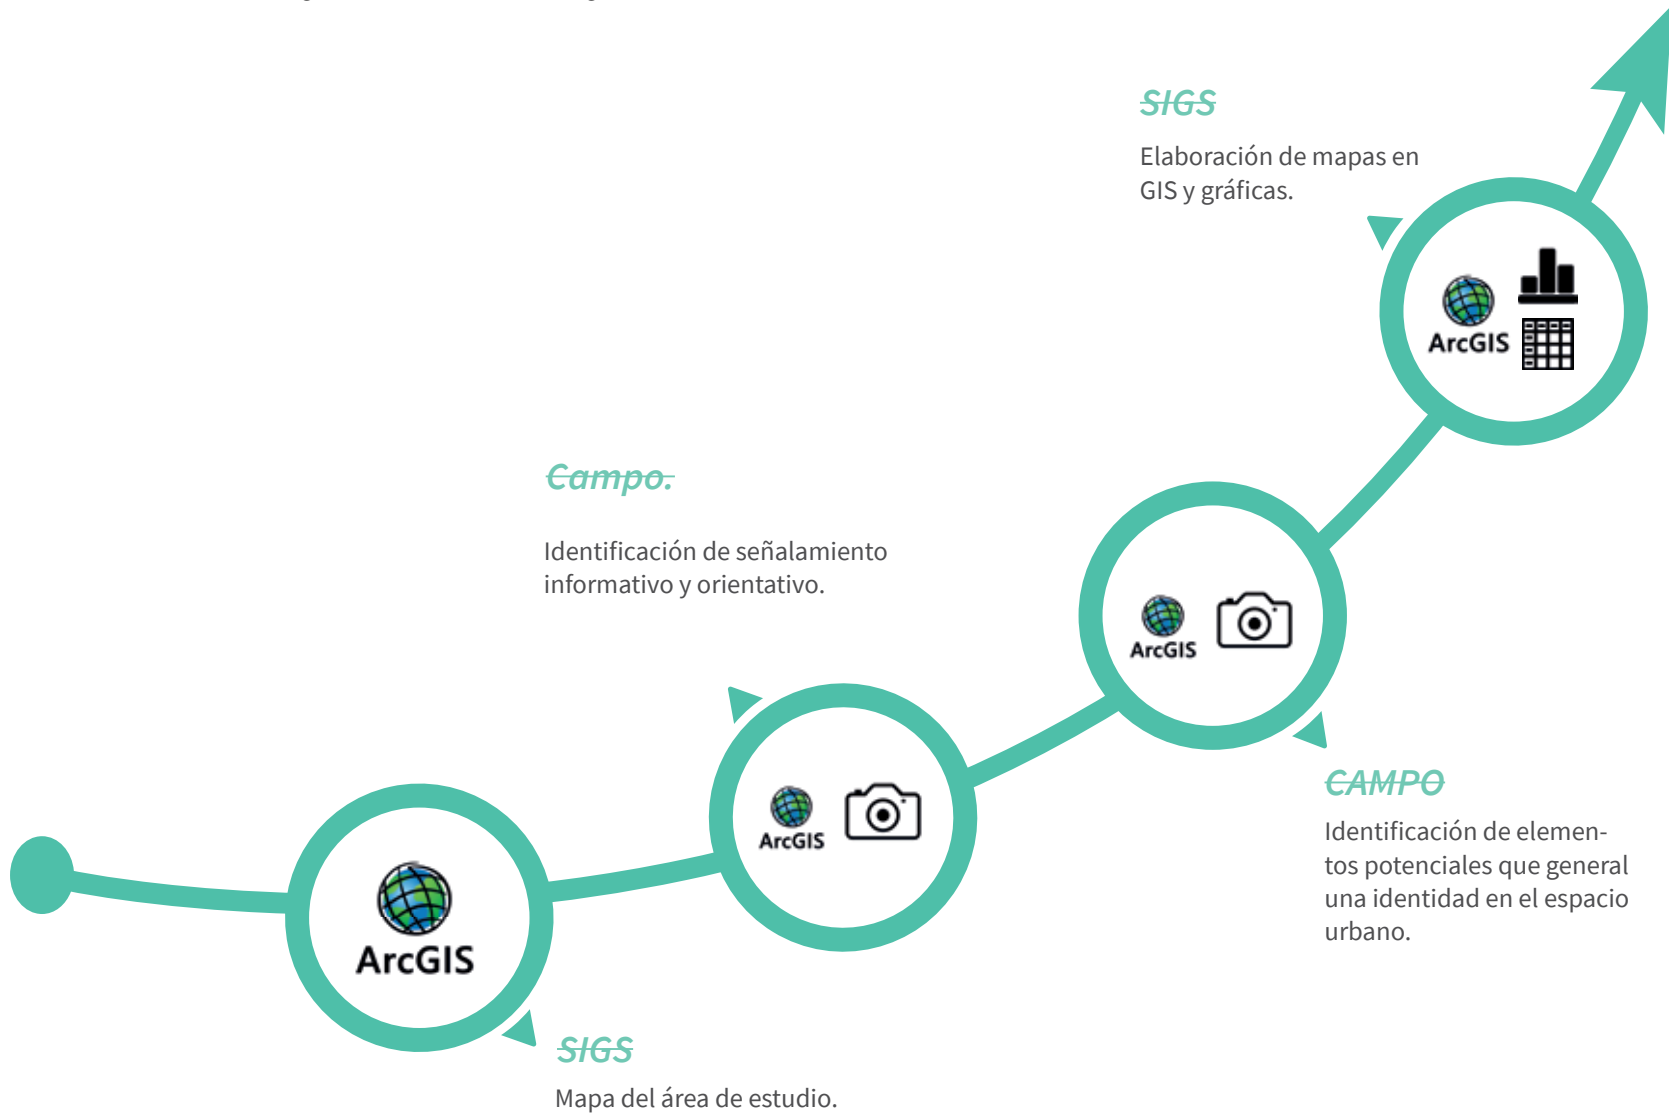 SIGS
Elaboración de mapas en
GIS y gráficas.
ArcGIS
Campo.
Identificación de señalamiento
informativo y orientativo.
ArcGIS
ArcGIS
CAMPO
Identificación de elemen-
tos potenciales que general
una identidad en el espacio
urbano.
ArcGIS
SIGS
Mapa del área de estudio.